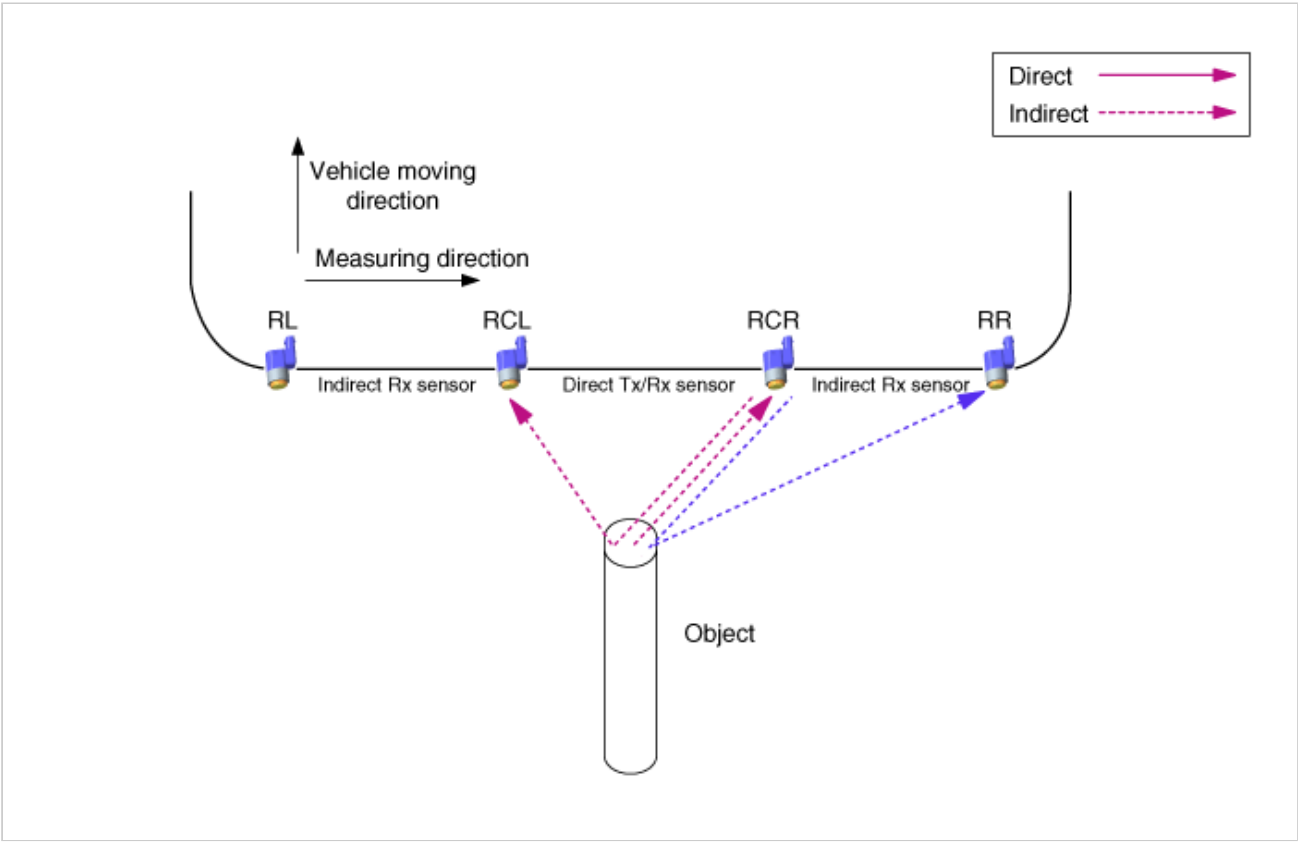 Direct
Indirect
Vehicle moving
direction
Measuring direction
RL
RCL
RCR
RR
Indirect Rx sensor
Direct Tx/Rx sensor
Indirect Rx sensor
Object